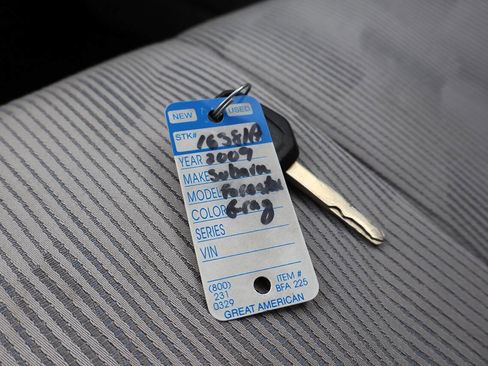 NEW USED
STK# 1638AA
YEAR 2009
MAKE Subaru
MODEL Forester
COLOR Gray
SERIES
VIN
(800)
231
0329
ITEM #
BFA 225
GREAT AMERICAN